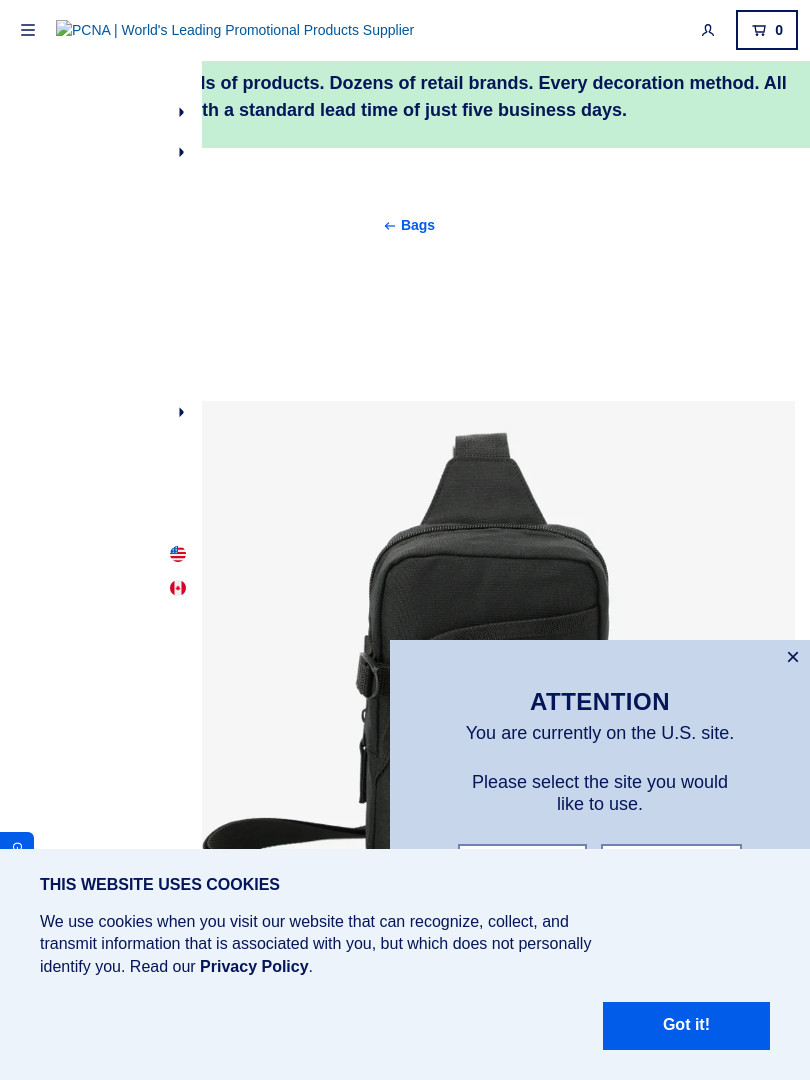 PCNA | World's Leading Promotional Products Supplier
0
of products. Dozens of retail brands. Every decoration method. All
a standard lead time of just five business days.
Bags
ATTENTION
You are currently on the U.S. site.
Please select the site you would
like to use.
THIS WEBSITE USES COOKIES
We use cookies when you visit our website that can recognize, collect, and
transmit information that is associated with you, but which does not personally
identify you. Read our Privacy Policy.
Got it!